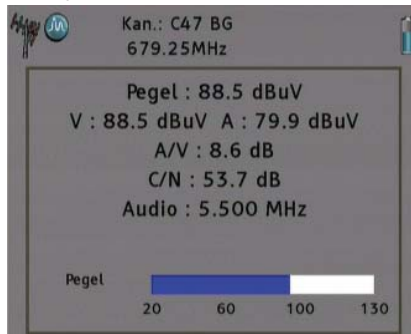 Kan.: C47 BG
679.25MHz
Pegel : 88.5 dBuV
V : 88.5 dBuV A : 79.9 dBuV
A/V : 8.6 dB
C/N : 53.7 dB
Audio : 5.500 MHz
Pegel
20 60 100 130